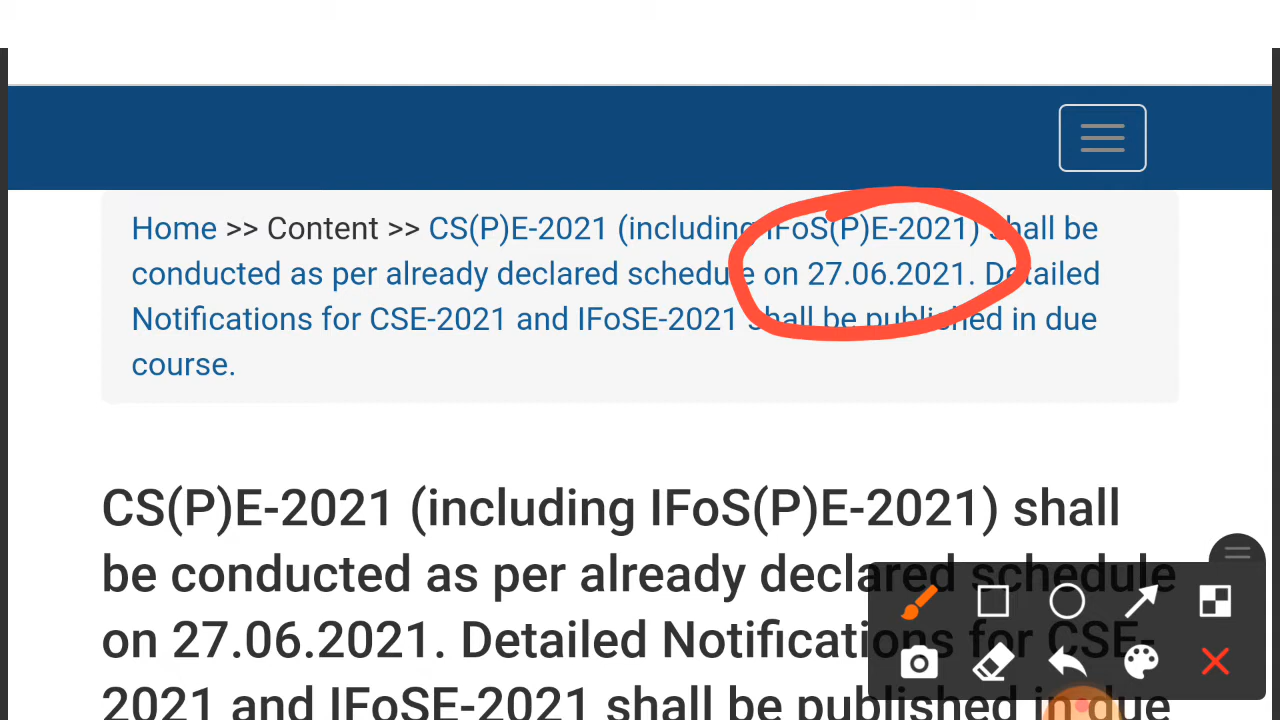 Home >> Content >> CS(P)E-2021 (including IFoS(P)E-2021) shall be
conducted as per already declared schedule on 27.06.2021. Detailed
Notifications for CSE-2021 and IFoSE-2021 shall be published in due
course.
CS(P)E-2021 (including IFoS(P)E-2021) shall
be conducted as per already declared schedule
on 27.06.2021. Detailed Notifications for CSE-
2021 and IFoSE-2021 shall be published in due